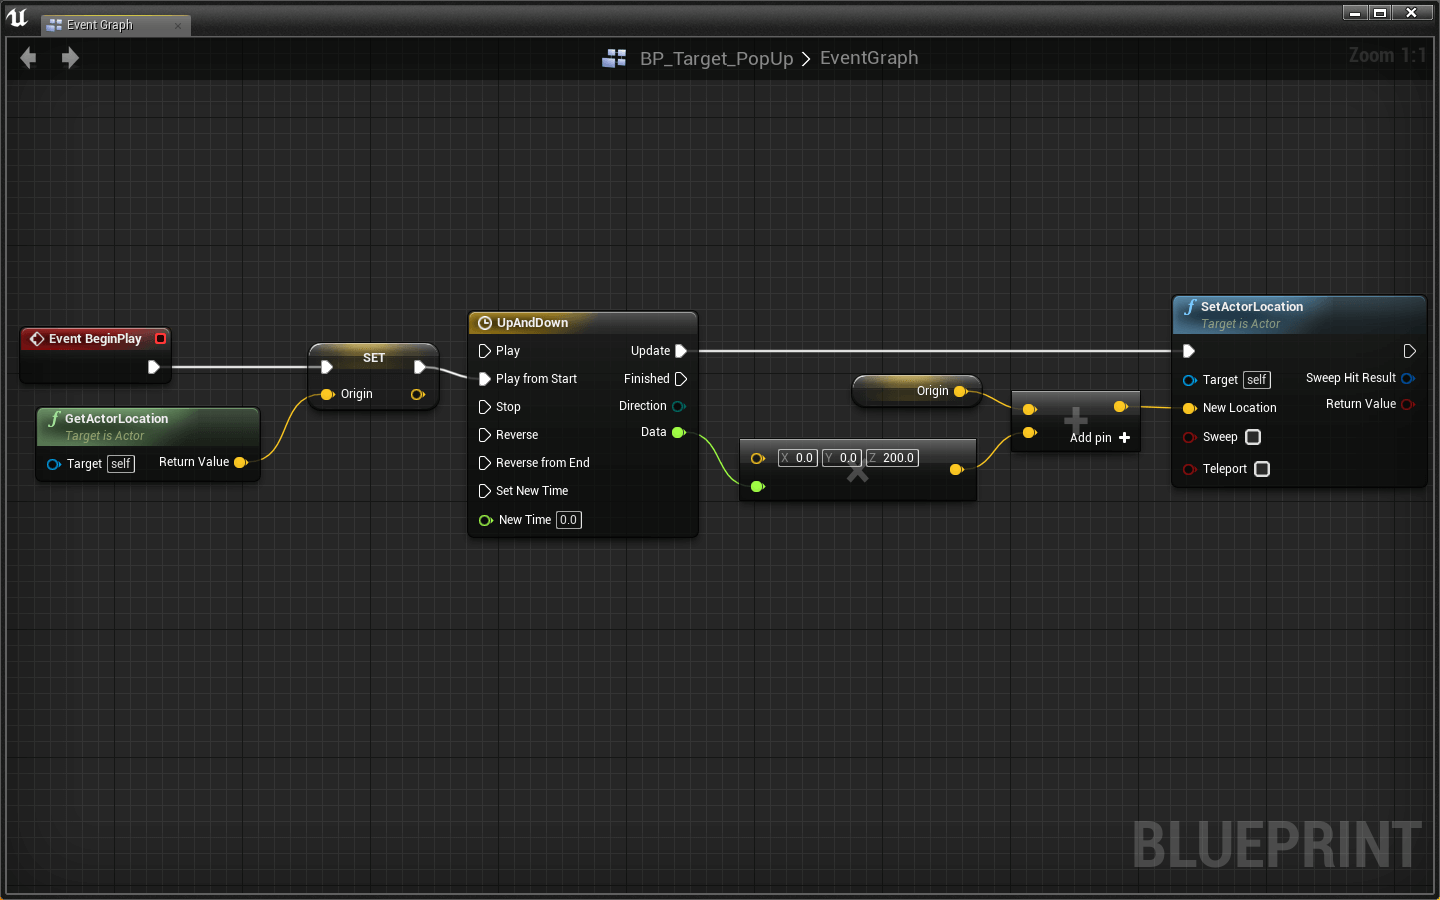 Event Graph
BP_Target_PopUp > EventGraph
Zoom 1:1
Event BeginPlay
GetActorLocation
Target is Actor
Target self
Return Value
SET
Origin
UpAndDown
Play
Update
Play from Start
Finished
Stop
Direction
Reverse
Data
Reverse from End
Set New Time
New Time 0.0
Origin
X 0.0 Y 0.0 Z 200.0
Add pin
SetActorLocation
Target is Actor
Target self
Sweep Hit Result
New Location
Return Value
Sweep
Teleport
BLUEPRINT